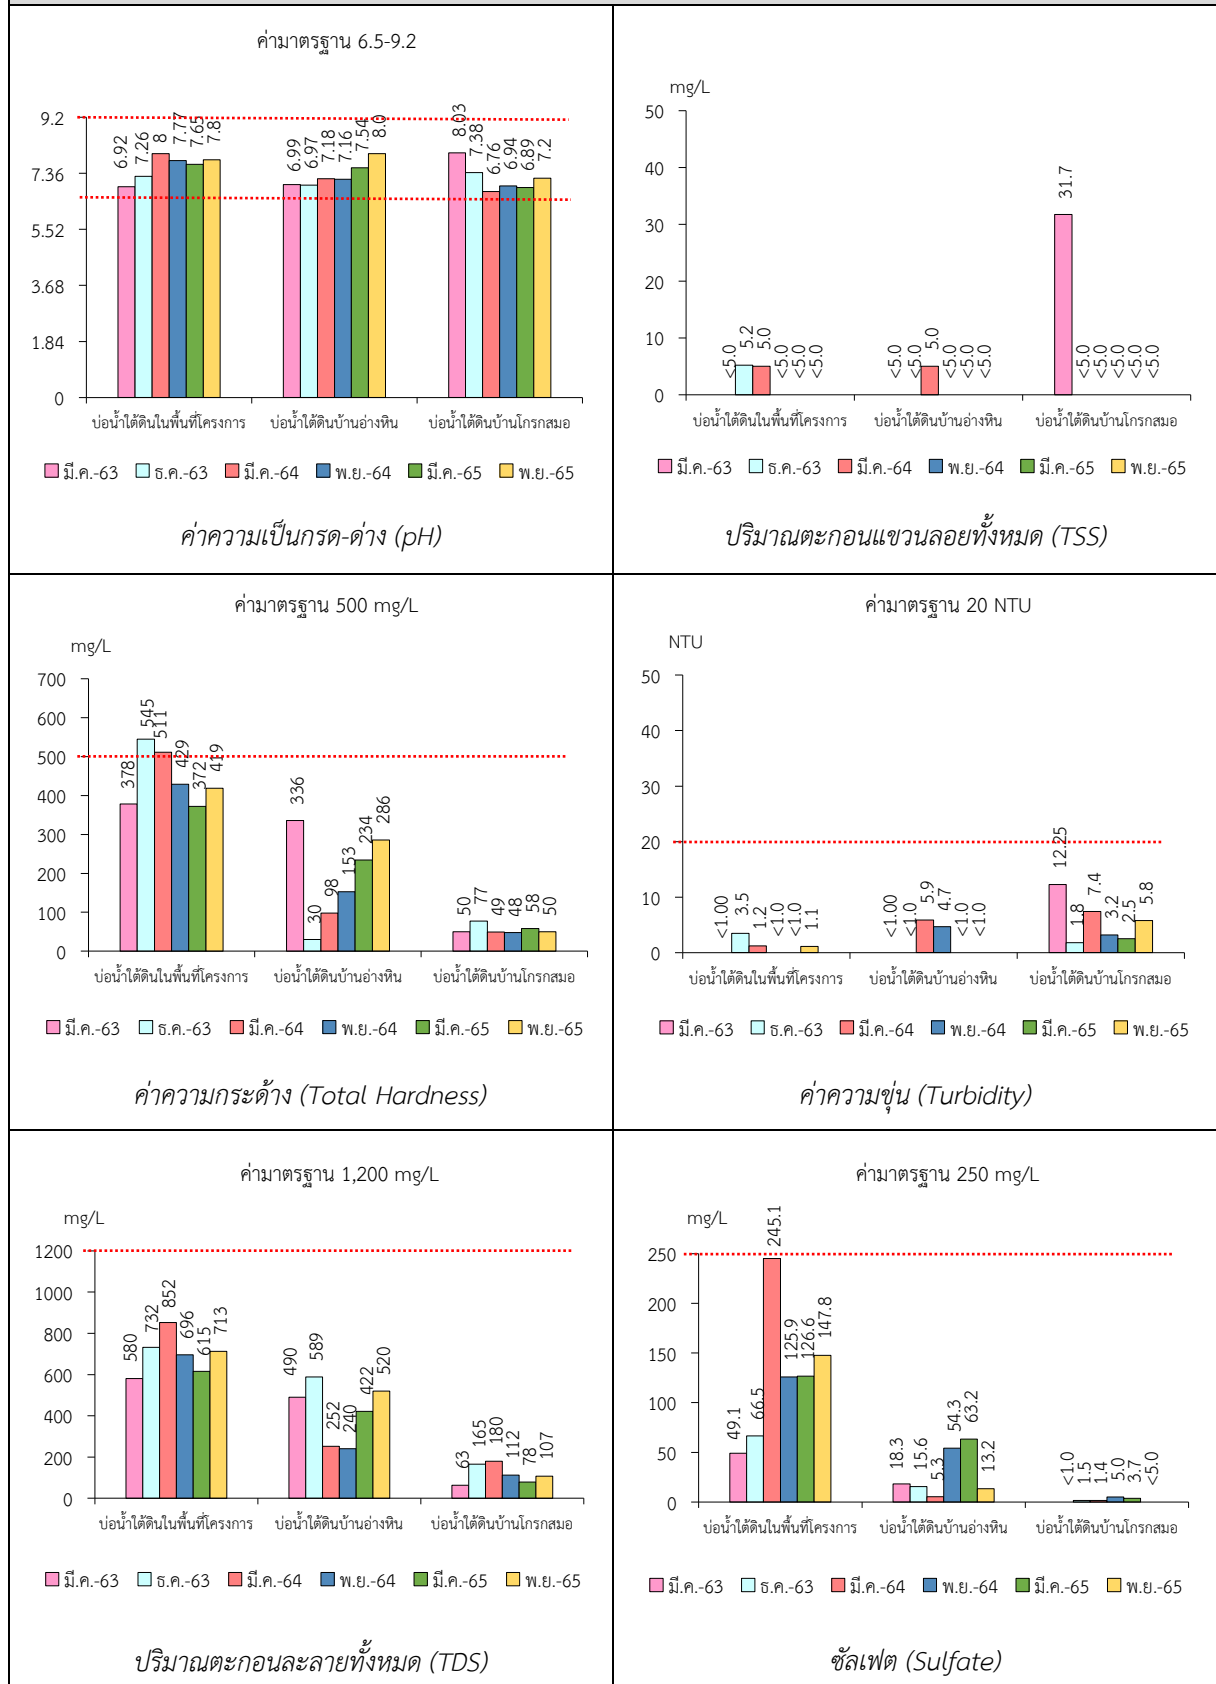 ค่ามาตรฐาน 6.5-9.2
9.2
7.36
5.52
3.68
1.84
0
6.92 7.26 8 7.77 7.65 7.8
6.99 6.97 7.18 7.16 7.54 8.0
8.03 7.38 6.76 6.94 6.89 7.2
บ่อน้ำใต้ดินในพื้นที่โครงการ บ่อน้ำใต้ดินบ้านอ่างหิน บ่อน้ำใต้ดินบ้านโกรกสมอ
มี.ค.-63 ธ.ค.-63 มี.ค.-64 พ.ย.-64 มี.ค.-65 พ.ย.-65
ค่าความเป็นกรด-ด่าง (pH)
mg/L
50
40
30
20
10
0
<5.0 5.2 5.0 <5.0 <5.0 <5.0
<5.0 <5.0 5.0 <5.0 <5.0 <5.0
31.7 <5.0 <5.0 <5.0 <5.0 <5.0
บ่อน้ำใต้ดินในพื้นที่โครงการ บ่อน้ำใต้ดินบ้านอ่างหิน บ่อน้ำใต้ดินบ้านโกรกสมอ
มี.ค.-63 ธ.ค.-63 มี.ค.-64 พ.ย.-64 มี.ค.-65 พ.ย.-65
ปริมาณตะกอนแขวนลอยทั้งหมด (TSS)
ค่ามาตรฐาน 500 mg/L
mg/L
700
600
500
400
300
200
100
0
378 545 511 429 372 419
336 30 98 153 234 286
50 77 49 48 58 50
บ่อน้ำใต้ดินในพื้นที่โครงการ บ่อน้ำใต้ดินบ้านอ่างหิน บ่อน้ำใต้ดินบ้านโกรกสมอ
มี.ค.-63 ธ.ค.-63 มี.ค.-64 พ.ย.-64 มี.ค.-65 พ.ย.-65
ค่าความกระด้าง (Total Hardness)
ค่ามาตรฐาน 20 NTU
NTU
50
40
30
20
10
0
<1.00 3.5 1.2 <1.0 <1.0 1.1
<1.00 <1.0 5.9 4.7 <1.0 <1.0
12.25 1.8 7.4 3.2 2.5 5.8
บ่อน้ำใต้ดินในพื้นที่โครงการ บ่อน้ำใต้ดินบ้านอ่างหิน บ่อน้ำใต้ดินบ้านโกรกสมอ
มี.ค.-63 ธ.ค.-63 มี.ค.-64 พ.ย.-64 มี.ค.-65 พ.ย.-65
ค่าความขุ่น (Turbidity)
ค่ามาตรฐาน 1,200 mg/L
mg/L
1200
1000
800
600
400
200
0
580 732 852 696 615 713
490 589 252 240 422 520
63 165 180 112 78 107
บ่อน้ำใต้ดินในพื้นที่โครงการ บ่อน้ำใต้ดินบ้านอ่างหิน บ่อน้ำใต้ดินบ้านโกรกสมอ
มี.ค.-63 ธ.ค.-63 มี.ค.-64 พ.ย.-64 มี.ค.-65 พ.ย.-65
ปริมาณตะกอนละลายทั้งหมด (TDS)
ค่ามาตรฐาน 250 mg/L
mg/L
250
200
150
100
50
0
49.1 66.5 245.1 125.9 126.6 147.8
18.3 15.6 5.3 54.3 63.2 13.2
<1.0 1.5 1.4 5.0 3.7 <5.0
บ่อน้ำใต้ดินในพื้นที่โครงการ บ่อน้ำใต้ดินบ้านอ่างหิน บ่อน้ำใต้ดินบ้านโกรกสมอ
มี.ค.-63 ธ.ค.-63 มี.ค.-64 พ.ย.-64 มี.ค.-65 พ.ย.-65
ซัลเฟต (Sulfate)